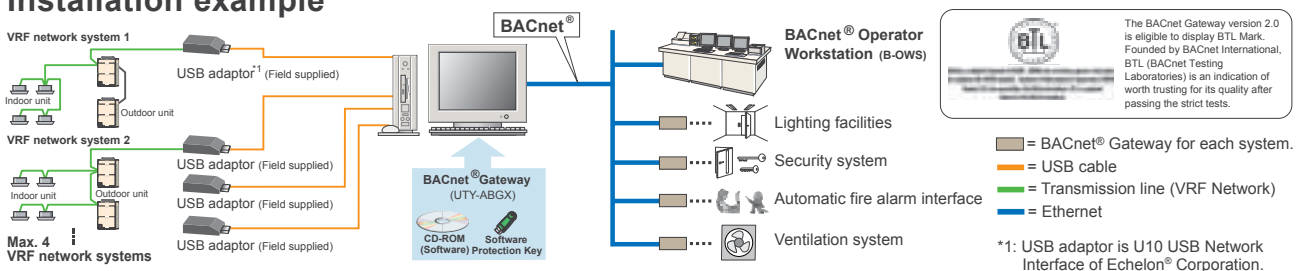 Installation example
VRF network system 1
USB adaptor*1 (Field supplied)
Indoor unit
Outdoor unit
VRF network system 2
USB adaptor (Field supplied)
Indoor unit
Outdoor unit
USB adaptor (Field supplied)
USB adaptor (Field supplied)
Max. 4
VRF network systems
BACnet®Gateway
(UTY-ABGX)
CD-ROM
(Software)
Software
Protection Key
BACnet®
BACnet® Operator
Workstation (B-OWS)
Lighting facilities
Security system
Automatic fire alarm interface
Ventilation system
BTL
The BACnet Gateway version 2.0
is eligible to display BTL Mark.
Founded by BACnet International,
BTL (BACnet Testing
Laboratories) is an indication of
worth trusting for its quality after
passing the strict tests.
= BACnet® Gateway for each system.
= USB cable
= Transmission line (VRF Network)
= Ethernet
*1: USB adaptor is U10 USB Network
Interface of Echelon® Corporation.